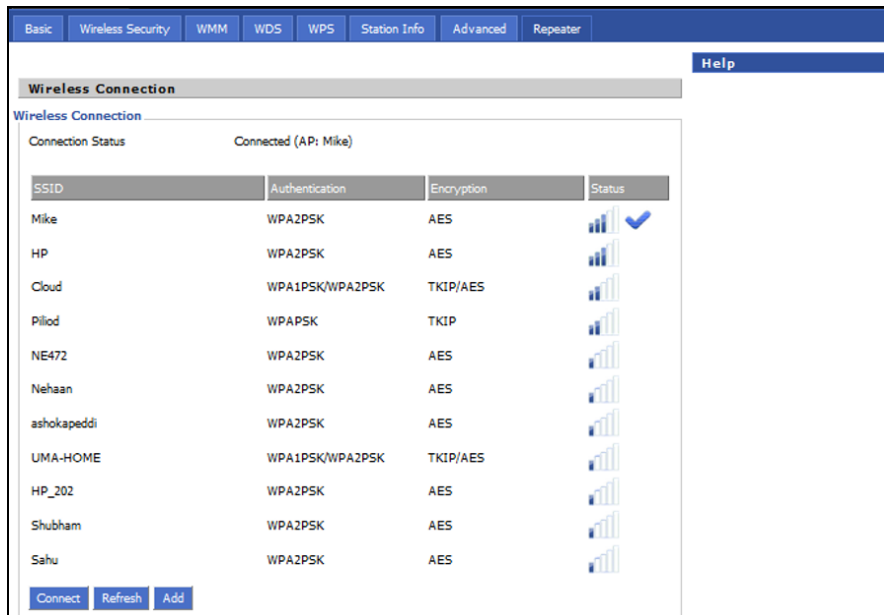 Basic Wireless Security WMM WDS WPS Station Info Advanced Repeater
Help
Wireless Connection
Wireless Connection
Connection Status Connected (AP: Mike)
SSID Authentication Encryption Status
Mike WPA2PSK AES
HP WPA2PSK AES
Cloud WPA1PSK/WPA2PSK TKIP/AES
Piliod WPAPSK TKIP
NE472 WPA2PSK AES
Nehaan WPA2PSK AES
ashokapeddi WPA2PSK AES
UMA-HOME WPA1PSK/WPA2PSK TKIP/AES
HP_202 WPA2PSK AES
Shubham WPA2PSK AES
Sahu WPA2PSK AES
Connect Refresh Add